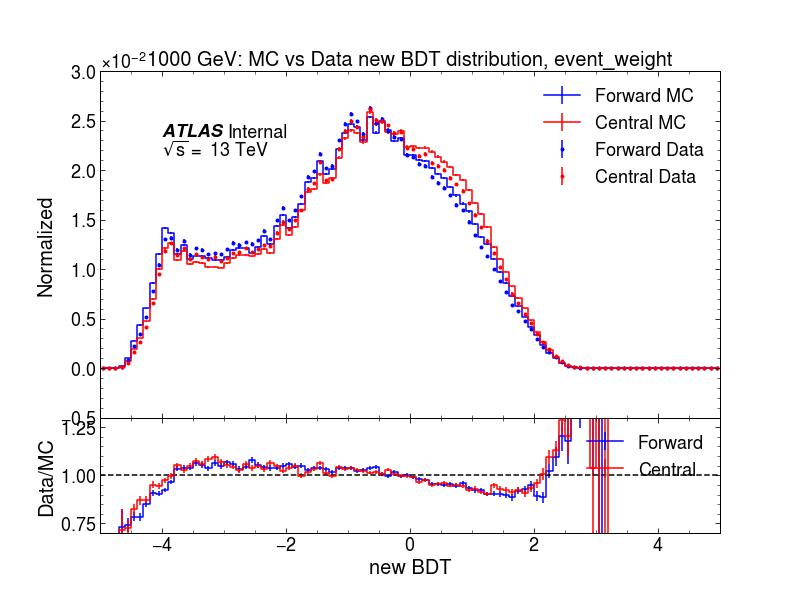 ×10⁻² 1000 GeV: MC vs Data new BDT distribution, event_weight
3.0
2.5
2.0
1.5
1.0
0.5
0.0
−0.5
Normalized
ATLAS Internal
√s = 13 TeV
Forward MC
Central MC
Forward Data
Central Data
1.25
1.00
0.75
Data/MC
Forward
Central
−4
−2
0
2
4
new BDT